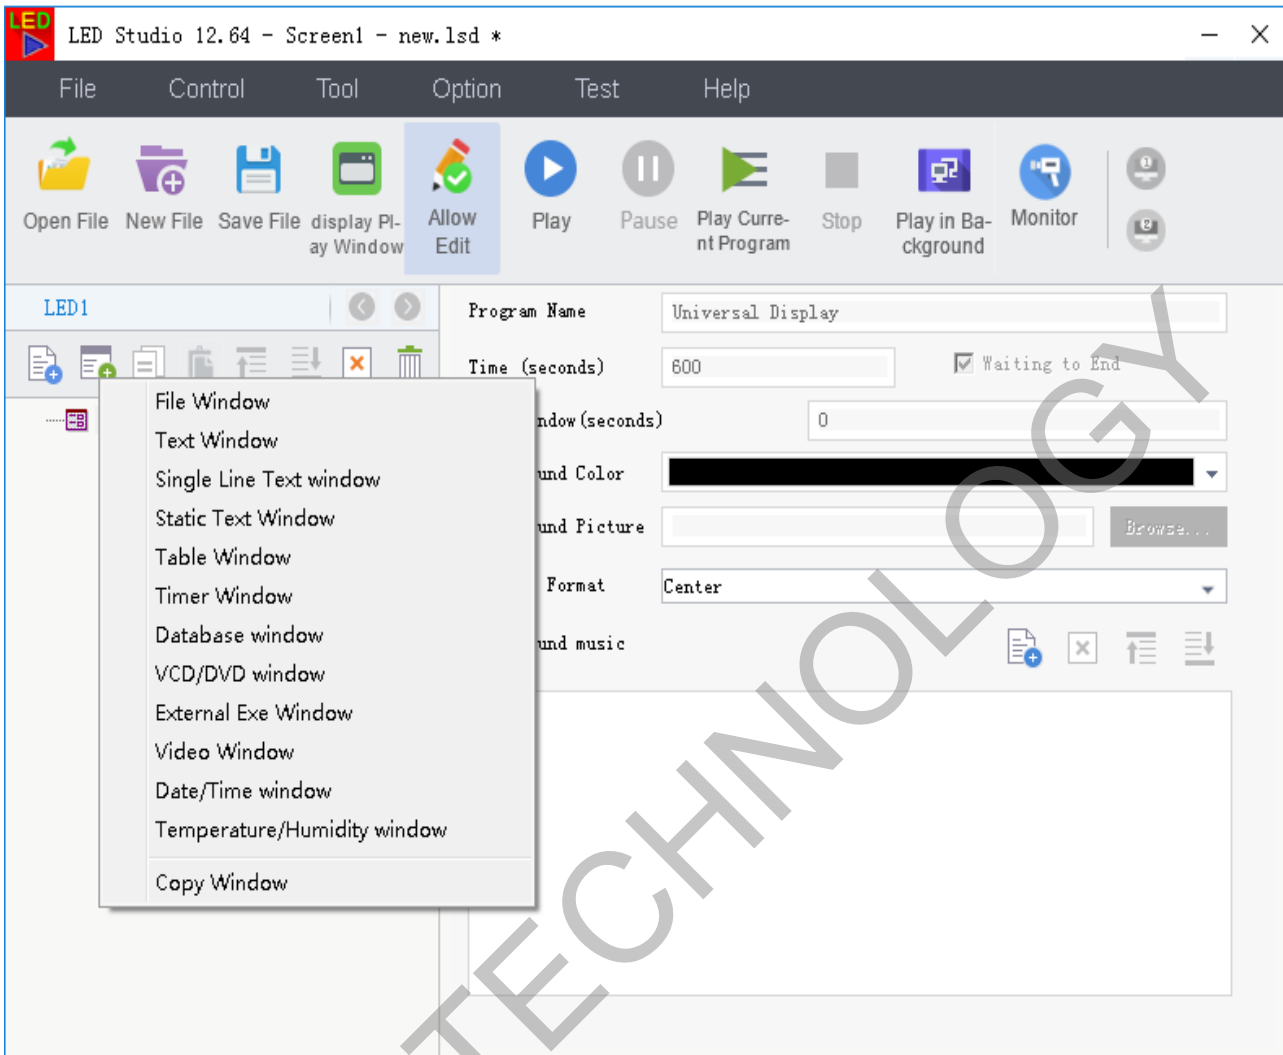 LED
LED Studio 12.64 - Screen1 - new.lsd *
File Control Tool Option Test Help
Open File New File Save File display Pl-
ay Window Allow
Edit Play Pause Play Curre-
nt Program Stop Play in Ba-
ckground Monitor
1
2
LED1
Program Name Universal Display
Time (seconds) 600 Waiting to End
ndow(seconds) 0
und Color
und Picture Browse...
Format Center
und music
File Window
Text Window
Single Line Text window
Static Text Window
Table Window
Timer Window
Database window
VCD/DVD window
External Exe Window
Video Window
Date/Time window
Temperature/Humidity window
Copy Window
TECHNOLOGY